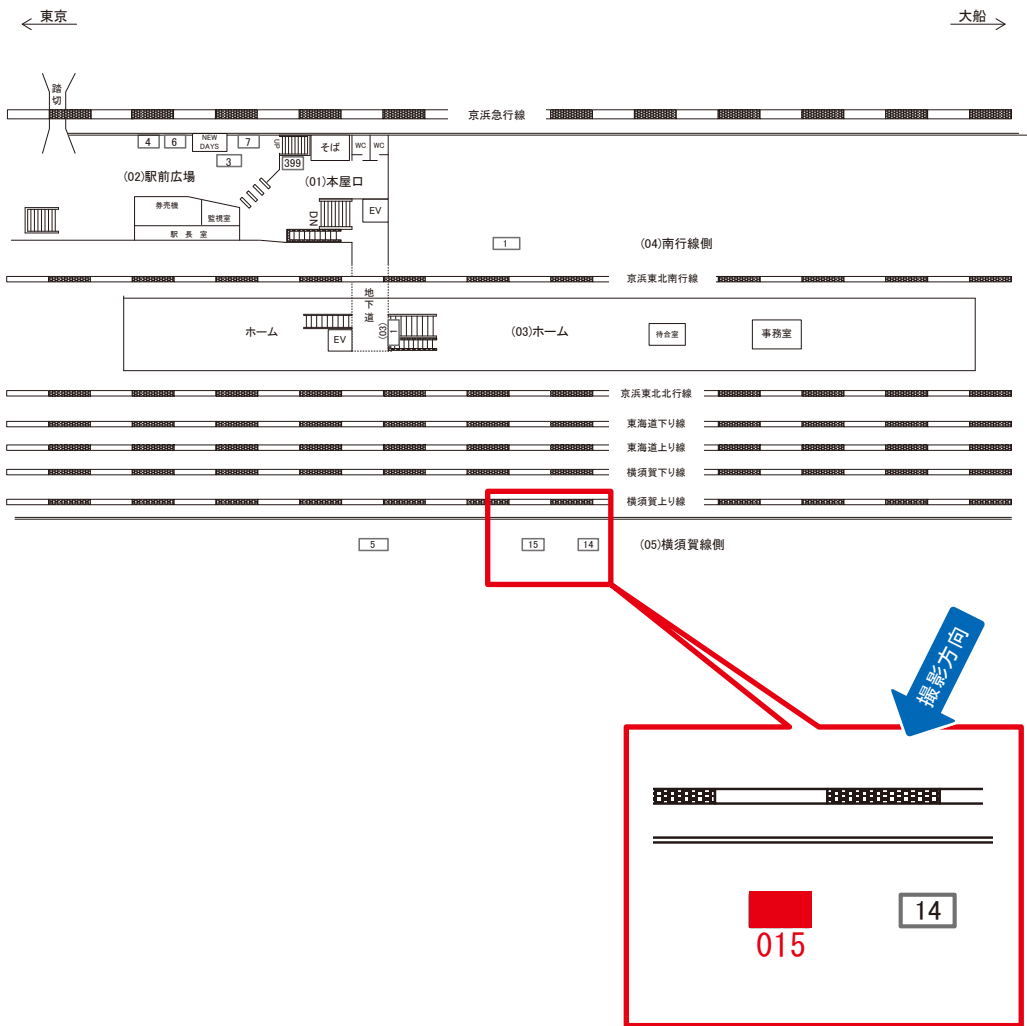 東京
大船
踏切
京浜急行線
4
6
NEW
DAYS
7
3
UP
399
そば
WC
WC
(02)駅前広場
(01)本屋口
券売機
監視室
駅長室
DN
EV
1
(04)南行線側
京浜東北南行線
地下道
ホーム
EV
(03)
1
(03)ホーム
待合室
事務室
京浜東北北行線
東海道下り線
東海道上り線
横須賀下り線
横須賀上り線
5
15
14
(05)横須賀線側
撮影方向
14
015